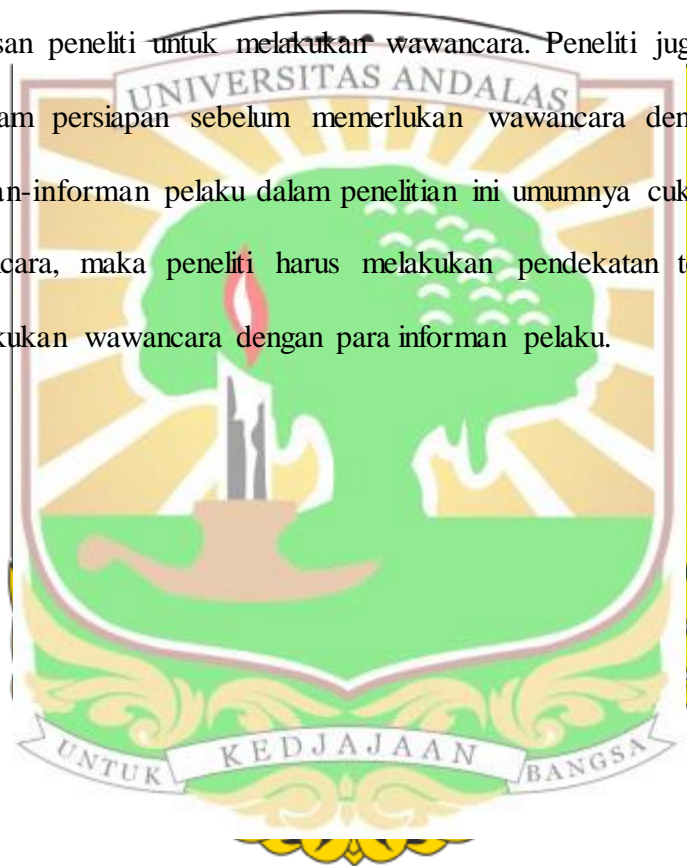 san peneliti untuk melakukan wawancara. Peneliti jug
UNIVERSITAS ANDALAS
am persiapan sebelum memerlukan wawancara den
an-informan pelaku dalam penelitian ini umumnya cuk
cara, maka peneliti harus melakukan pendekatan te
kukan wawancara dengan para informan pelaku.
UNTUK KEDJAJAAN BANGSA